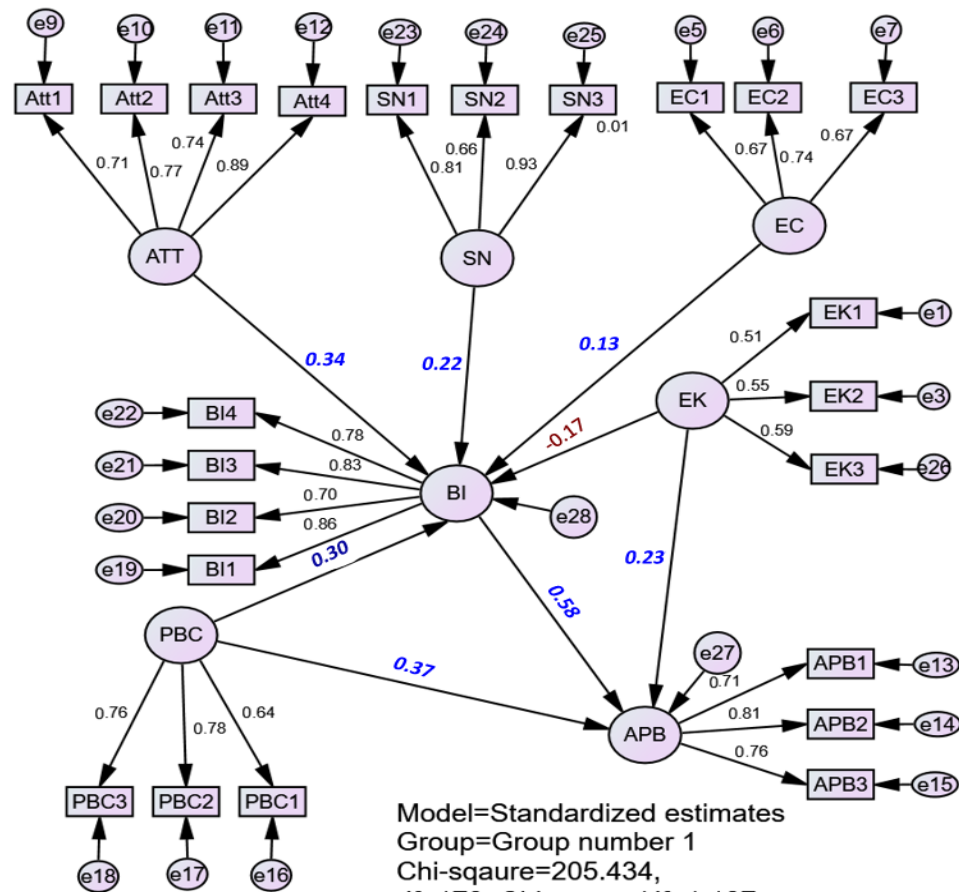 e9 e10 e11 e12 e23 e24 e25 e5 e6 e7
Att1 Att2 Att3 Att4 SN1 SN2 SN3 EC1 EC2 EC3
0.71 0.77 0.74 0.89 0.81 0.66 0.93 0.01 0.67 0.74 0.67
ATT SN EC
EK1 e1
0.51
0.34 0.22 0.13
EK 0.55 EK2 e3
0.59
EK3 e26
-0.17
e22 BI4 0.78
e21 BI3 0.83
e20 BI2 0.70
e19 BI1 0.86
BI e28
0.30
0.23
0.58
PBC
0.37
e27
0.71 APB1 e13
APB 0.81 APB2 e14
0.76 APB3 e15
0.76 0.78 0.64
PBC3 PBC2 PBC1
e18 e17 e16
Model=Standardized estimates
Group=Group number 1
Chi-sqaure=205.434,